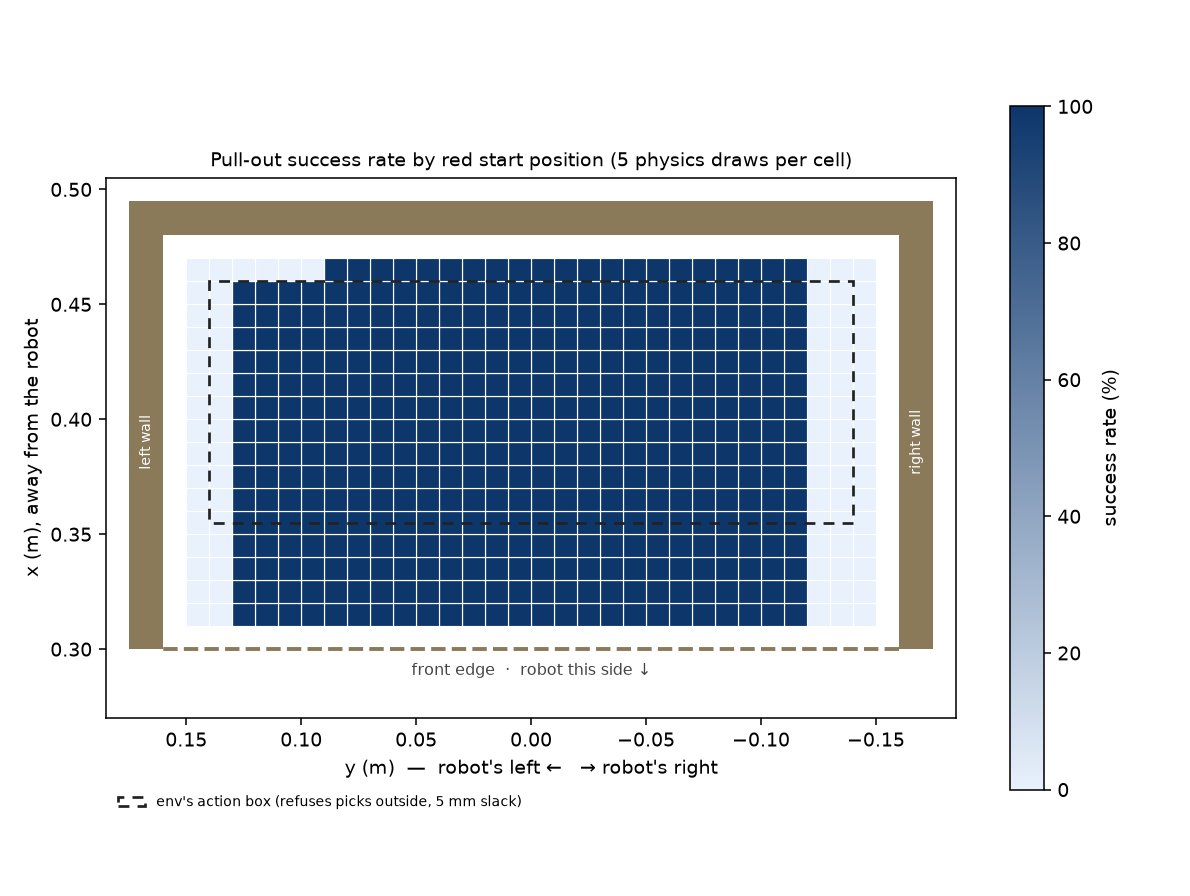 Pull-out success rate by red start position (5 physics draws per cell)
0.50
0.45
0.40
0.35
0.30
x (m), away from the robot
left wall
right wall
front edge · robot this side ↓
0.15
0.10
0.05
0.00
−0.05
−0.10
−0.15
y (m) — robot's left ← → robot's right
env's action box (refuses picks outside, 5 mm slack)
100
80
60
40
20
0
success rate (%)